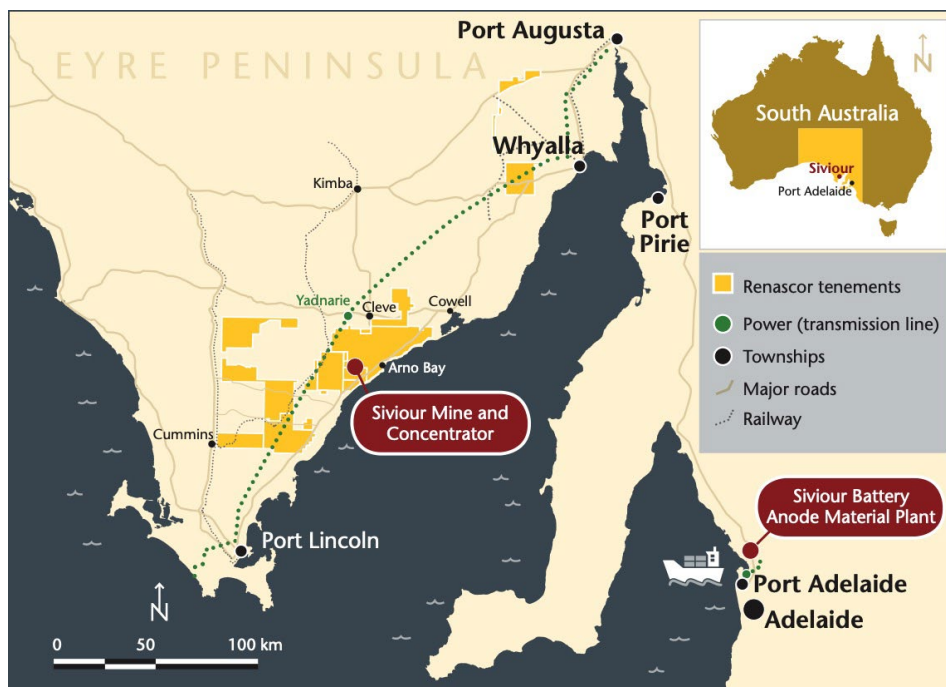 EYRE PENINSULA
Port Augusta
N
South Australia
Siviour
Port Adelaide
Whyalla
Kimba
Port
Pirie
Renascor tenements
Power (transmission line)
Townships
Major roads
Railway
Yadnarie
Cleve
Cowell
Arno Bay
Siviour Mine and
Concentrator
Cummins
Siviour Battery
Anode Material Plant
Port Lincoln
Port Adelaide
Adelaide
N
0 50 100 km